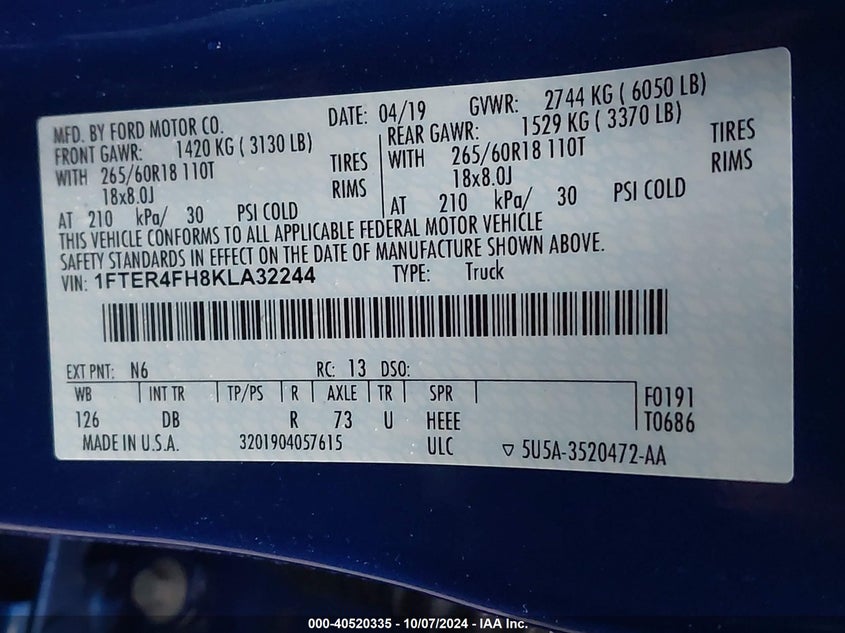 MFD. BY FORD MOTOR CO. DATE: 04/19 GVWR: 2744 KG ( 6050 LB)
FRONT GAWR: 1420 KG ( 3130 LB) REAR GAWR: 1529 KG ( 3370 LB)
WITH 265/60R18 110T TIRES WITH 265/60R18 110T TIRES
18x8.0J RIMS 18x8.0J RIMS
AT 210 kPa/ 30 PSI COLD AT 210 kPa/ 30 PSI COLD
THIS VEHICLE CONFORMS TO ALL APPLICABLE FEDERAL MOTOR VEHICLE
SAFETY STANDARDS IN EFFECT ON THE DATE OF MANUFACTURE SHOWN ABOVE.
VIN: 1FTER4FH8KLA32244 TYPE: Truck
EXT PNT: N6 RC: 13 DSO:
WB INT TR TP/PS R AXLE TR SPR F0191
126 DB R 73 U HEEE T0686
MADE IN U.S.A. 3201904057615 ULC ▽ 5U5A-3520472-AA
000-40520335 - 10/07/2024 - IAA Inc.